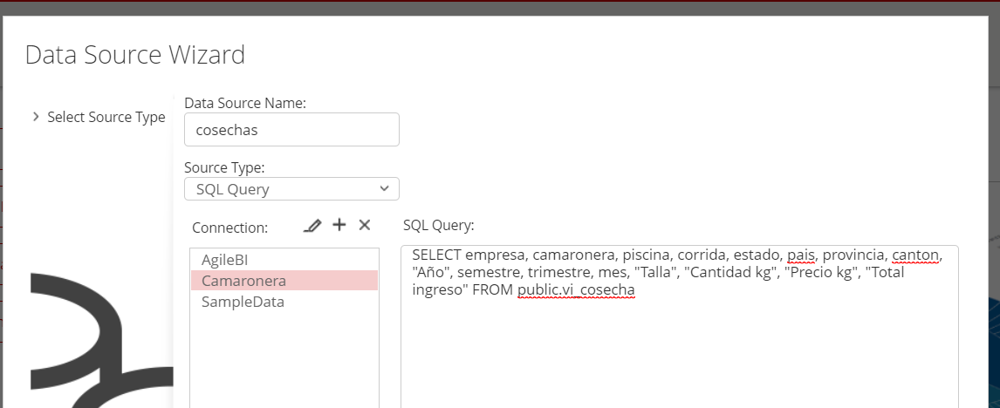 Data Source Wizard
Select Source Type
Data Source Name:
cosechas
Source Type:
SQL Query
Connection:
AgileBI
Camaronera
SampleData
SQL Query:
SELECT empresa, camaronera, piscina, corrida, estado, pais, provincia, canton,
"Año", semestre, trimestre, mes, "Talla", "Cantidad kg", "Precio kg", "Total
ingreso" FROM public.vi_cosecha